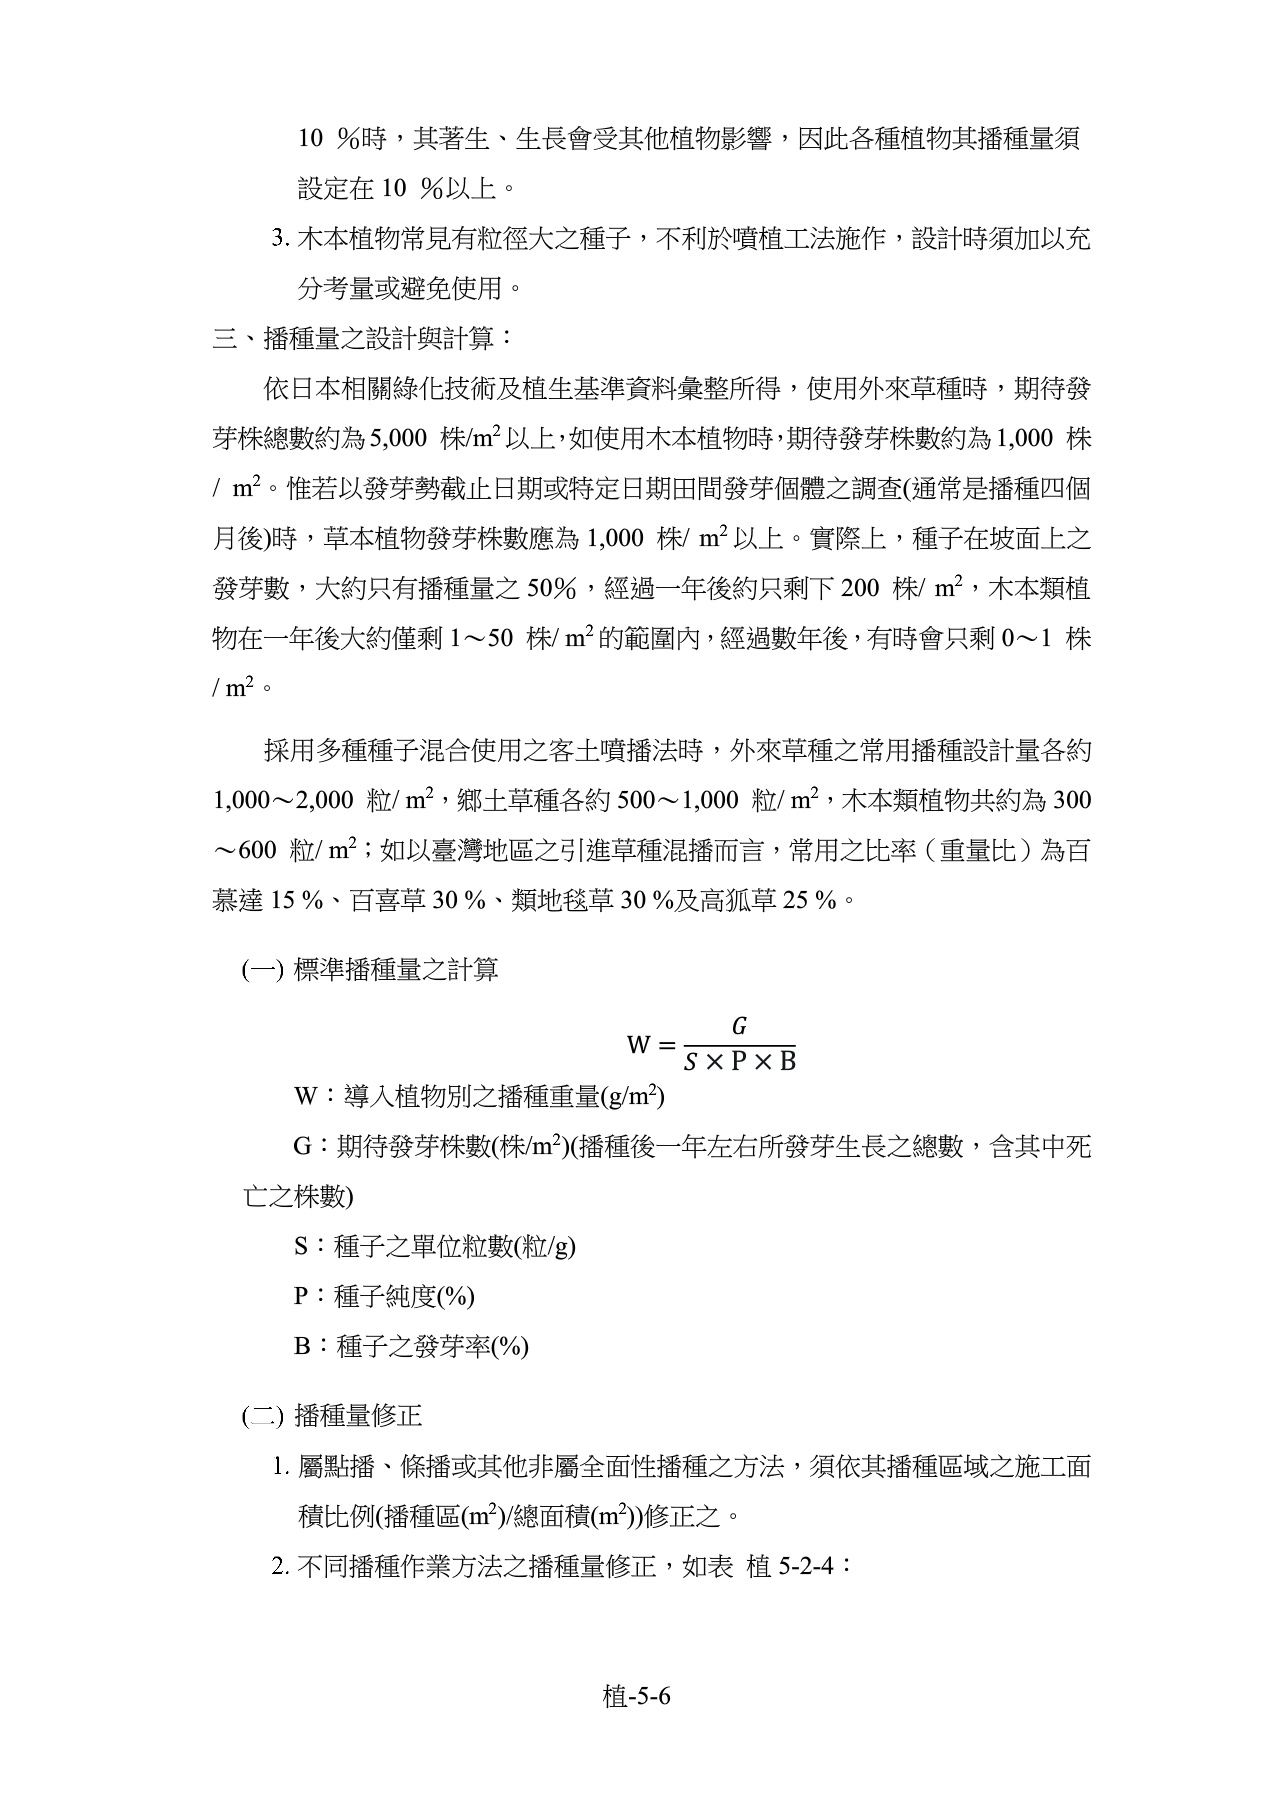 10 %時，其著生、生長會受其他植物影響，因此各種植物其播種量須
設定在 10 %以上。
3. 木本植物常見有粒徑大之種子，不利於噴植工法施作，設計時須加以充
分考量或避免使用。
三、播種量之設計與計算：
依日本相關綠化技術及植生基準資料彙整所得，使用外來草種時，期待發
芽株總數約為 5,000 株/m²以上，如使用木本植物時，期待發芽株數約為 1,000 株
/ m²。惟若以發芽勢截止日期或特定日期田間發芽個體之調查(通常是播種四個
月後)時，草本植物發芽株數應為 1,000 株/ m²以上。實際上，種子在坡面上之
發芽數，大約只有播種量之 50%，經過一年後約只剩下 200 株/ m²，木本類植
物在一年後大約僅剩 1～50 株/ m²的範圍內，經過數年後，有時會只剩 0～1 株
/ m²。
採用多種種子混合使用之客土噴播法時，外來草種之常用播種設計量各約
1,000～2,000 粒/ m²，鄉土草種各約 500～1,000 粒/ m²，木本類植物共約為 300
～600 粒/ m²；如以臺灣地區之引進草種混播而言，常用之比率（重量比）為百
慕達 15 %、百喜草 30 %、類地毯草 30 %及高狐草 25 %。
(一) 標準播種量之計算
W = G / (S × P × B)
W：導入植物別之播種重量(g/m²)
G：期待發芽株數(株/m²)(播種後一年左右所發芽生長之總數，含其中死
亡之株數)
S：種子之單位粒數(粒/g)
P：種子純度(%)
B：種子之發芽率(%)
(二) 播種量修正
1. 屬點播、條播或其他非屬全面性播種之方法，須依其播種區域之施工面
積比例(播種區(m²)/總面積(m²))修正之。
2. 不同播種作業方法之播種量修正，如表 植 5-2-4：
植-5-6